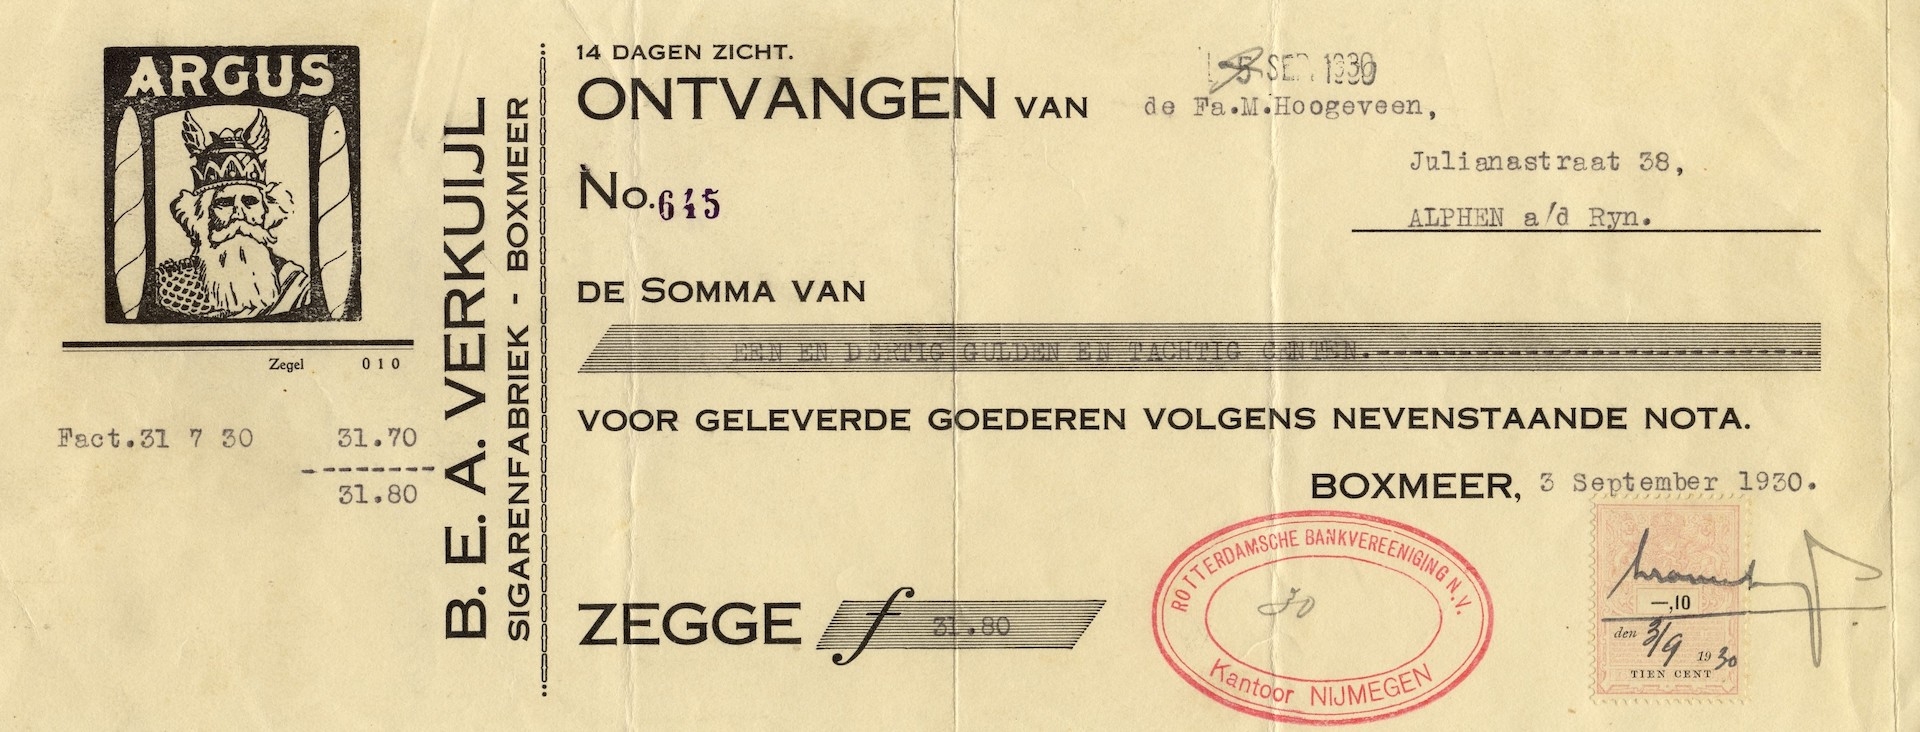 ARGUS
Zegel 010
Fact.31 7 30 31.70
31.80
B. E. A. VERKUIJL
SIGARENFABRIEK - BOXMEER
14 DAGEN ZICHT.
5 SEP. 1930
ONTVANGEN VAN de Fa.M.Hoogeveen,
Julianastraat 38,
ALPHEN a/d Ryn.
No. 645
DE SOMMA VAN
EEN EN DERTIG GULDEN EN TACHTIG CENTEN.
VOOR GELEVERDE GOEDEREN VOLGENS NEVENSTAANDE NOTA.
BOXMEER, 3 September 1930.
ZEGGE f 31.80
ROTTERDAMSCHE BANKVEREENIGING N.V.
Kantoor NIJMEGEN
—,10
den 3/9 1930
TIEN CENT